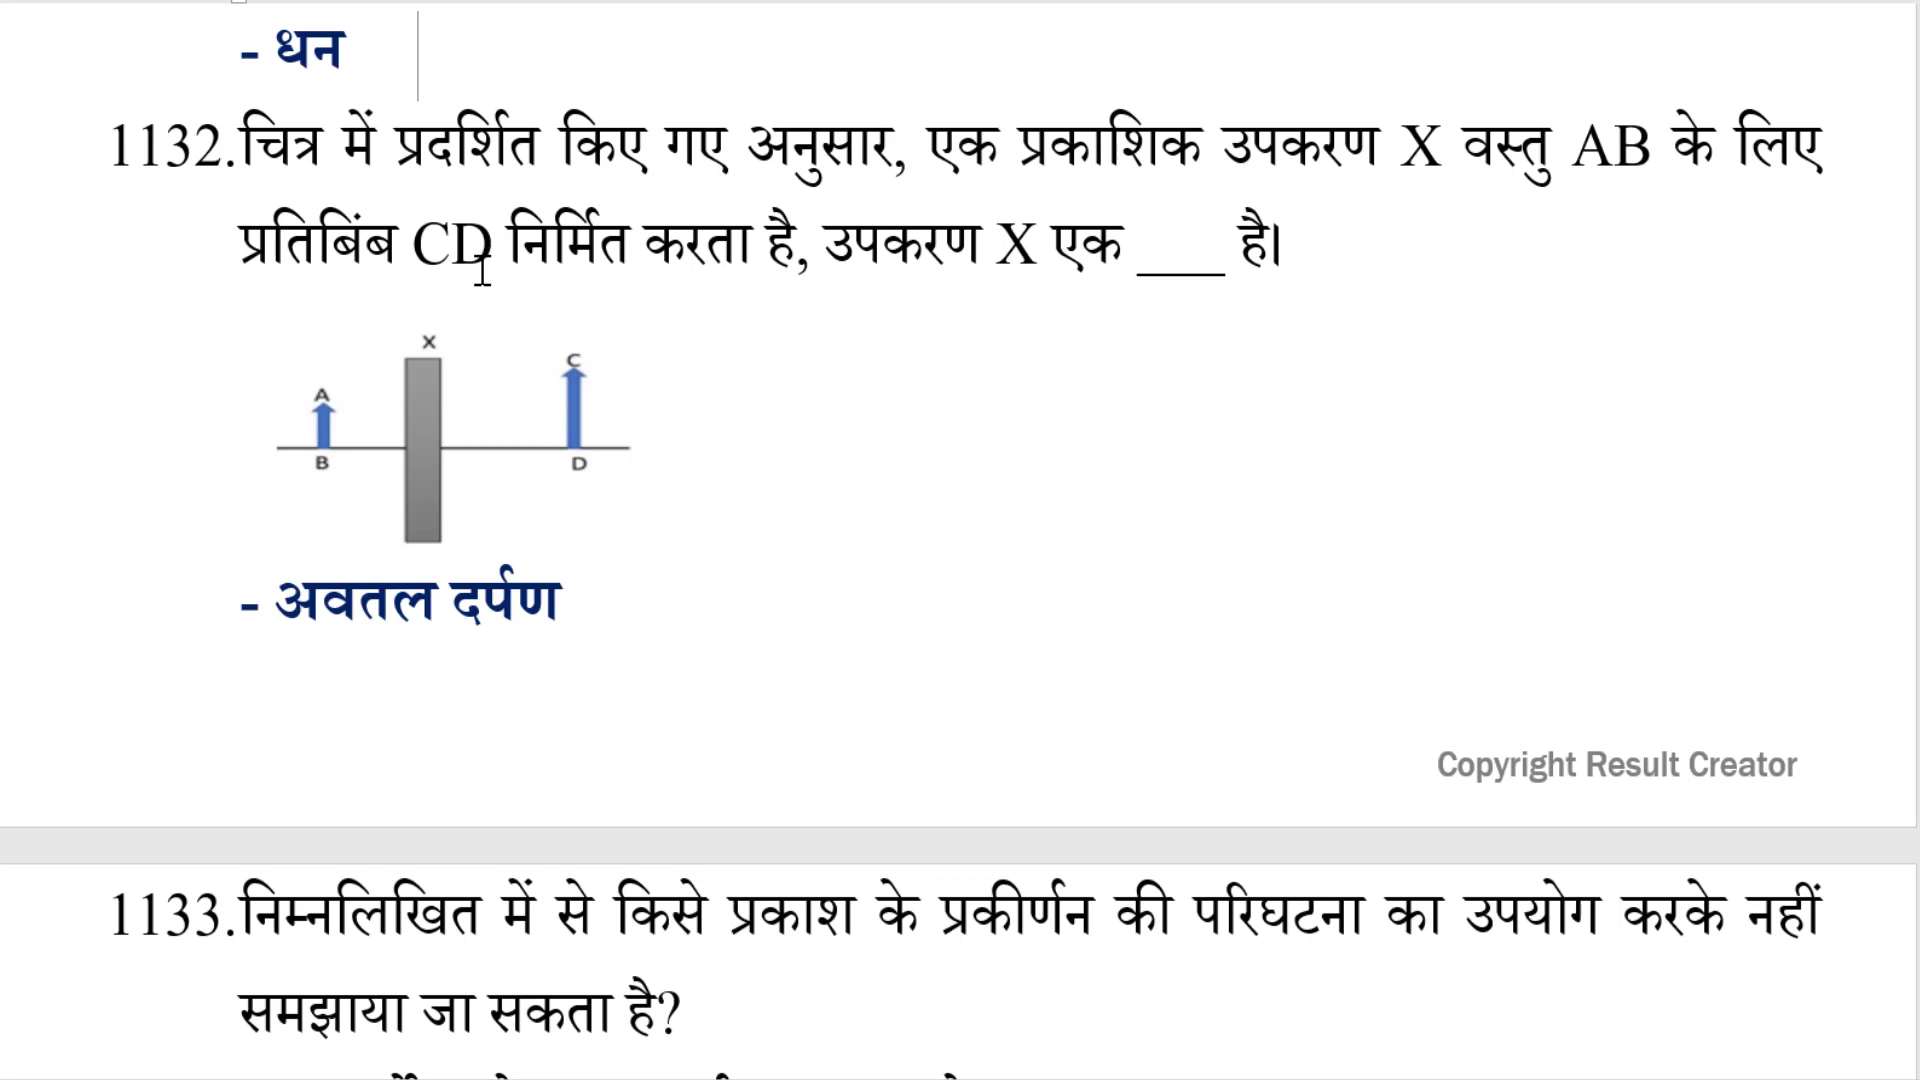 - धन
1132.चित्र में प्रदर्शित किए गए अनुसार, एक प्रकाशिक उपकरण X वस्तु AB के लिए
प्रतिबिंब CD निर्मित करता है, उपकरण X एक ___ है।
X
C
A
B
D
- अवतल दर्पण
Copyright Result Creator
1133.निम्नलिखित में से किसे प्रकाश के प्रकीर्णन की परिघटना का उपयोग करके नहीं
समझाया जा सकता है?